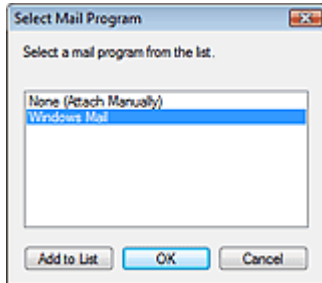 Select Mail Program
Select a mail program from the list.
None (Attach Manually)
Windows Mail
Add to List
OK
Cancel